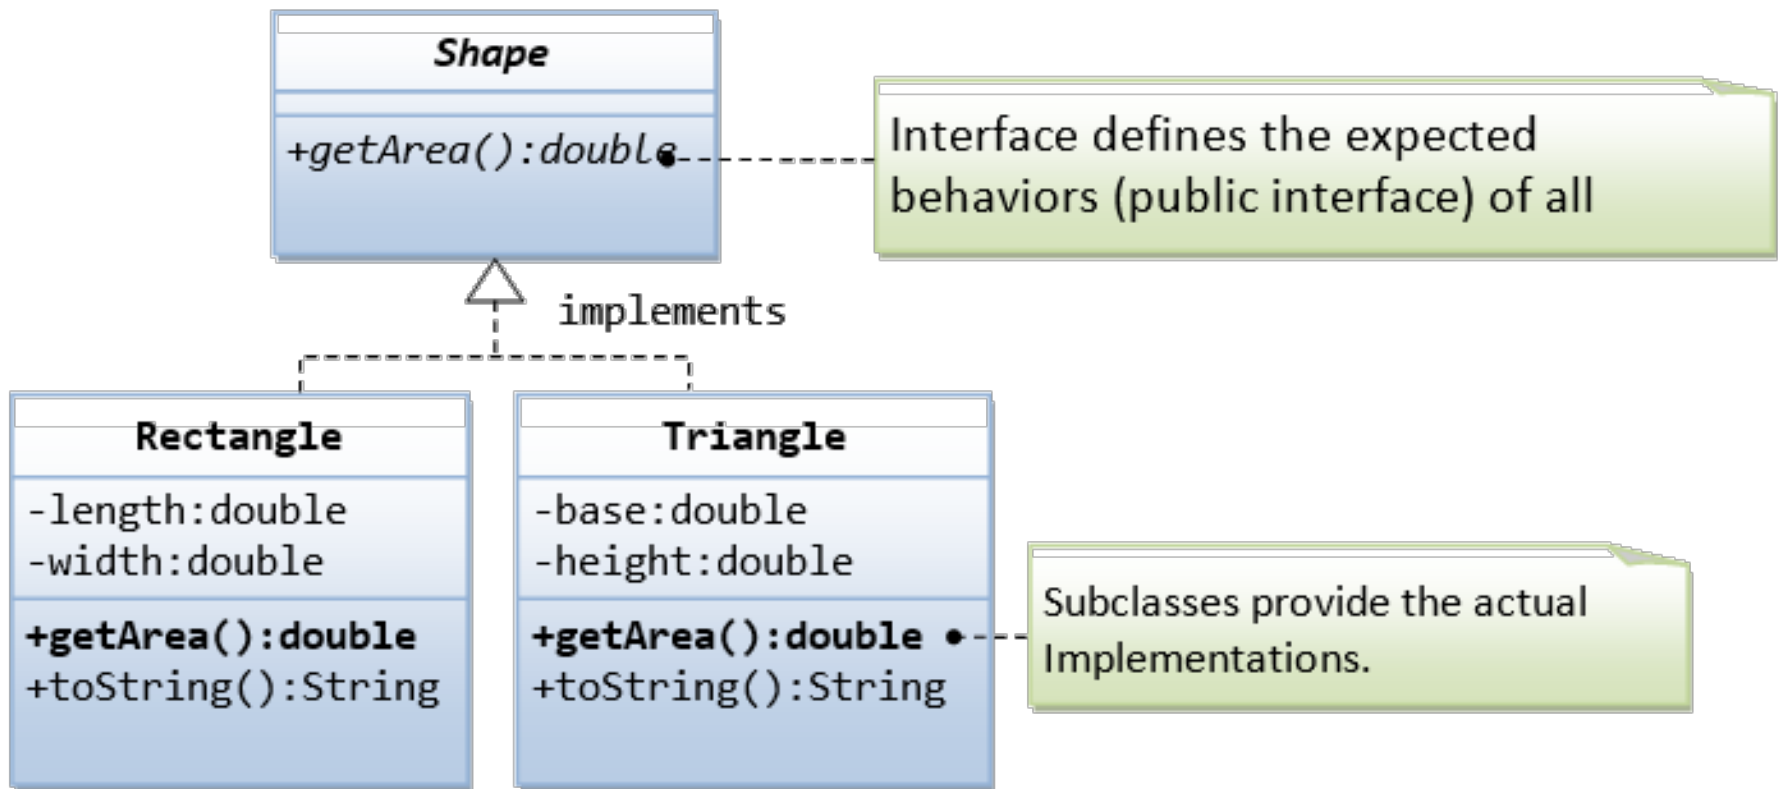 Shape
+getArea():double
Interface defines the expected
behaviors (public interface) of all
implements
Rectangle
-length:double
-width:double
+getArea():double
+toString():String
Triangle
-base:double
-height:double
+getArea():double
+toString():String
Subclasses provide the actual
Implementations.